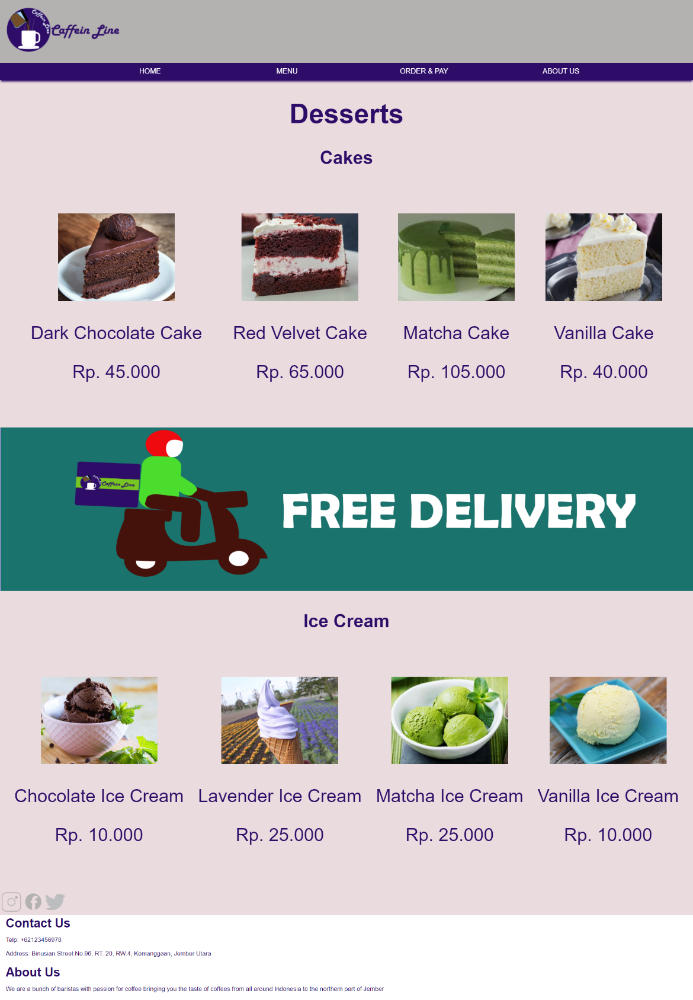 Caffein Line
Caffein Line
HOME MENU ORDER & PAY ABOUT US
Desserts
Cakes
Dark Chocolate Cake Red Velvet Cake Matcha Cake Vanilla Cake
Rp. 45.000 Rp. 65.000 Rp. 105.000 Rp. 40.000
Caffein Line
FREE DELIVERY
Ice Cream
Chocolate Ice Cream Lavender Ice Cream Matcha Ice Cream Vanilla Ice Cream
Rp. 10.000 Rp. 25.000 Rp. 25.000 Rp. 10.000
Contact Us
Telp: +62123456978
Address: Binusian Street No.96, RT. 20, RW.4, Kemanggaan, Jember Utara
About Us
We are a bunch of baristas with passion for coffee bringing you the taste of coffees from all around Indonesia to the northern part of Jember